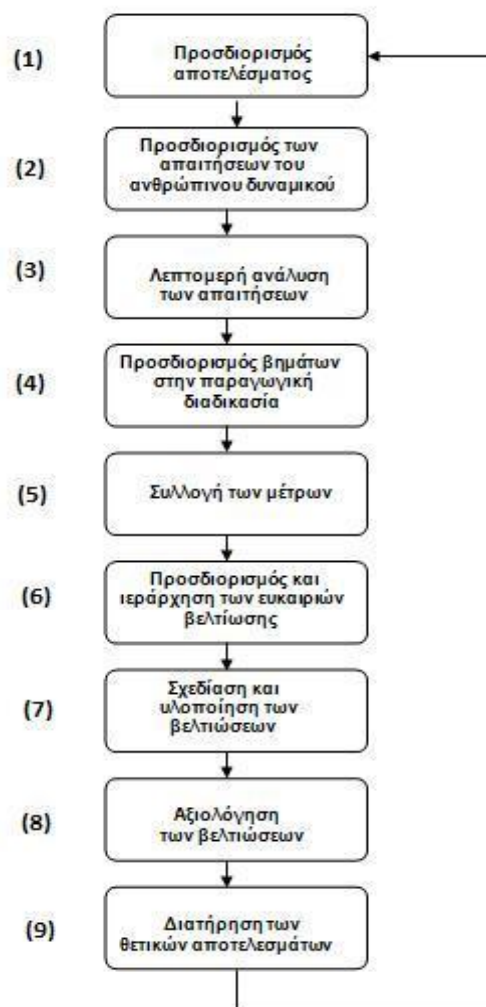 (1)
Προσδιορισμός
αποτελέσματος
(2)
Προσδιορισμός των
απαιτήσεων του
ανθρώπινου δυναμικού
(3)
Λεπτομερή ανάλυση
των απαιτήσεων
(4)
Προσδιορισμός βημάτων
στην παραγωγική
διαδικασία
(5)
Συλλογή των μέτρων
(6)
Προσδιορισμός και
ιεράρχηση των ευκαιριών
βελτίωσης
(7)
Σχεδίαση και
υλοποίηση των
βελτιώσεων
(8)
Αξιολόγηση
των βελτιώσεων
(9)
Διατήρηση των
θετικών αποτελεσμάτων